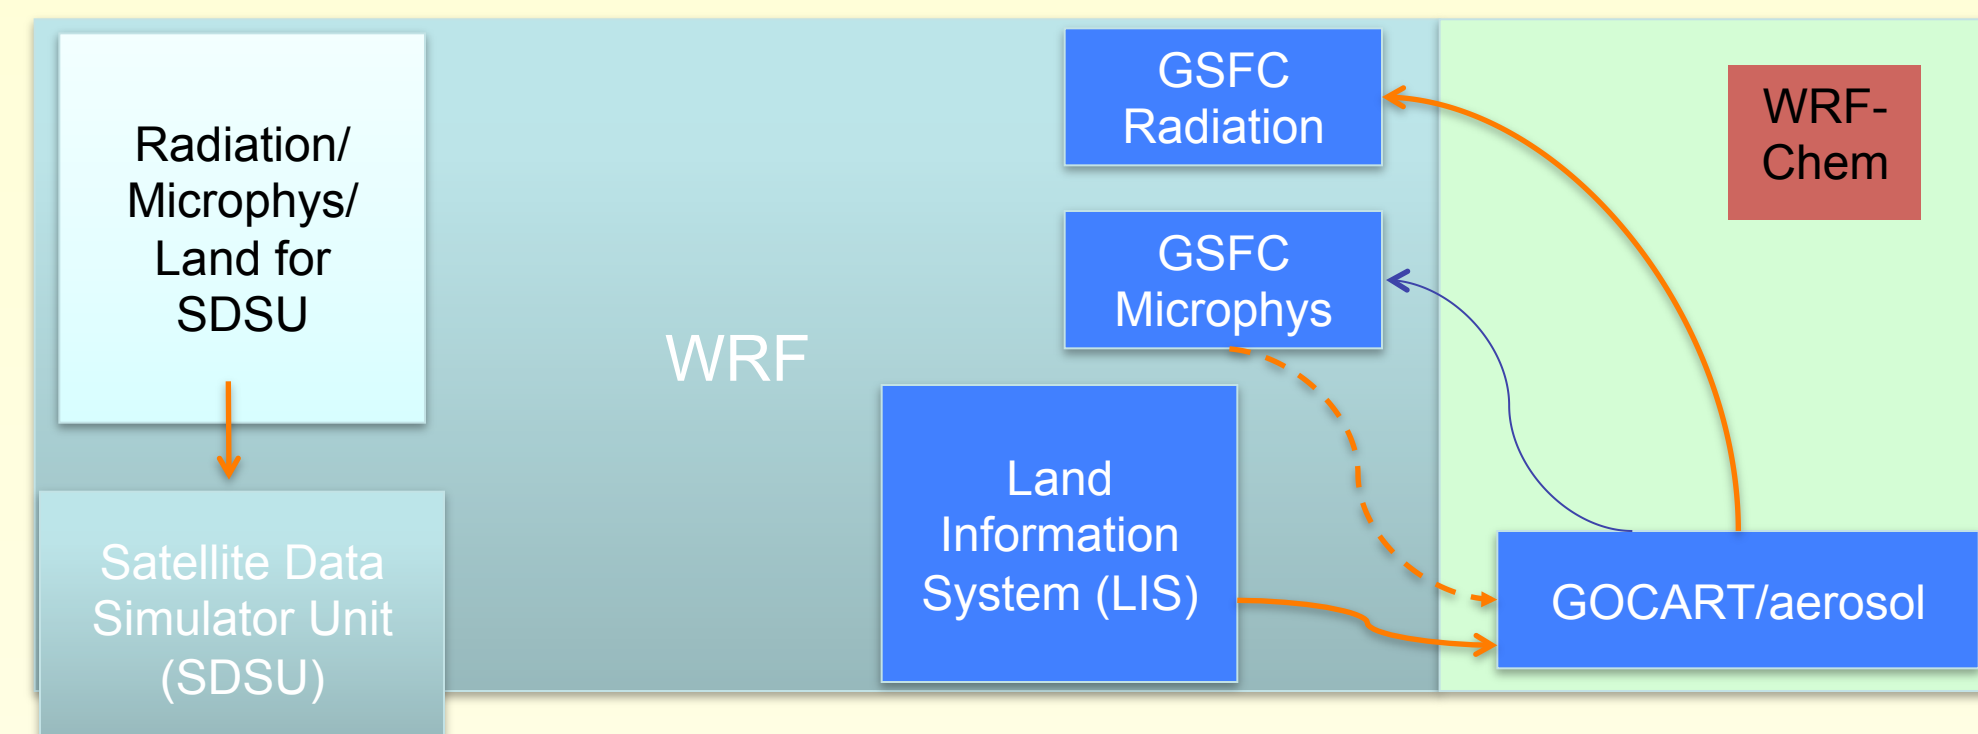 Radiation/
Microphys/
Land for
SDSU
Satellite Data
Simulator Unit
(SDSU)
WRF
GSFC
Radiation
GSFC
Microphys
Land
Information
System (LIS)
WRF-
Chem
GOCART/aerosol